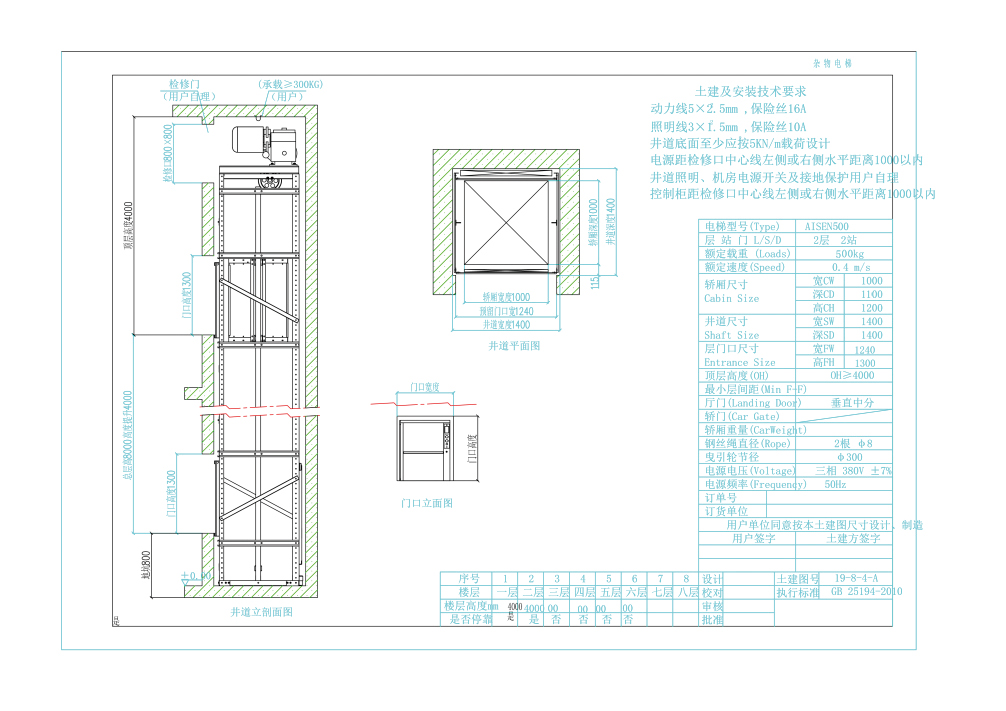 杂物电梯
检修门
(用户自理)
(承载≥300KG)
(用户)
检修门800×800
顶层高度4000
门口高度1300
总层高8000高度提升4000
门口高度1300
地坑800
±0.00
井道立剖面图
轿厢深度1000
井道深度1400
115
轿厢宽度1000
预留门口宽1240
井道宽度1400
井道平面图
门口宽度
门口高度
门口立面图
土建及安装技术要求
动力线5×2.5mm² ,保险丝16A
照明线3×1.5mm² ,保险丝10A
井道底面至少应按5KN/m载荷设计
电源距检修口中心线左侧或右侧水平距离1000以内
井道照明、机房电源开关及接地保护用户自理
控制柜距检修口中心线左侧或右侧水平距离1000以内
电梯型号(Type) AISEN500
层 站 门 L/S/D 2层 2站
额定载重 (Loads) 500kg
额定速度(Speed) 0.4 m/s
轿厢尺寸 Cabin Size 宽CW 1000
深CD 1100
高CH 1200
井道尺寸 Shaft Size 宽SW 1400
深SD 1400
层门口尺寸 Entrance Size 宽FW 1240
高FH 1300
顶层高度(OH) OH≥4000
最小层间距(Min F-F)
厅门(Landing Door) 垂直中分
轿门(Car Gate)
轿厢重量(CarWeight)
钢丝绳直径(Rope) 2根 φ8
曳引轮节径 φ300
电源电压(Voltage) 三相 380V ±7%
电源频率(Frequency) 50Hz
订单号
订货单位
用户单位同意按本土建图尺寸设计、制造
用户签字 土建方签字
序号 1 2 3 4 5 6 7 8 设计 土建图号 19-8-4-A
楼层 一层 二层 三层 四层 五层 六层 七层 八层 校对 执行标准 GB 25194-2010
楼层高度mm 4000 4000 00 00 00 00 审核
是否停靠 是 否 否 否 否 批准